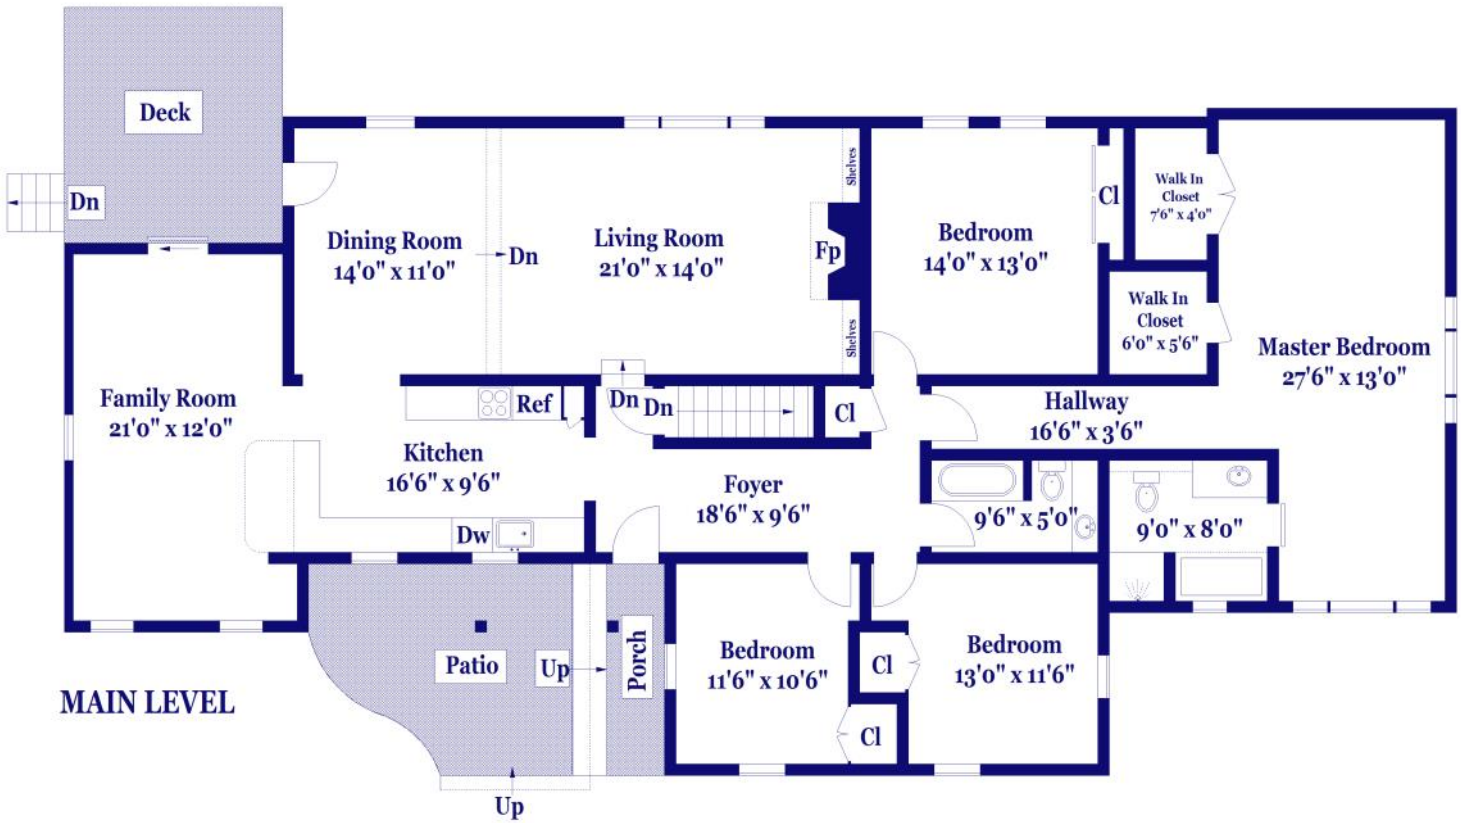 Deck
Dn
Dining Room
14'0" x 11'0"
Dn
Living Room
21'0" x 14'0"
Shelves
Fp
Shelves
Bedroom
14'0" x 13'0"
Cl
Walk In
Closet
7'6" x 4'0"
Walk In
Closet
6'0" x 5'6"
Master Bedroom
27'6" x 13'0"
Family Room
21'0" x 12'0"
Ref
Dn
Dn
Cl
Hallway
16'6" x 3'6"
Kitchen
16'6" x 9'6"
Dw
Foyer
18'6" x 9'6"
9'6" x 5'0"
9'0" x 8'0"
Patio
Up
Porch
Bedroom
11'6" x 10'6"
Cl
Bedroom
13'0" x 11'6"
Cl
MAIN LEVEL
Up